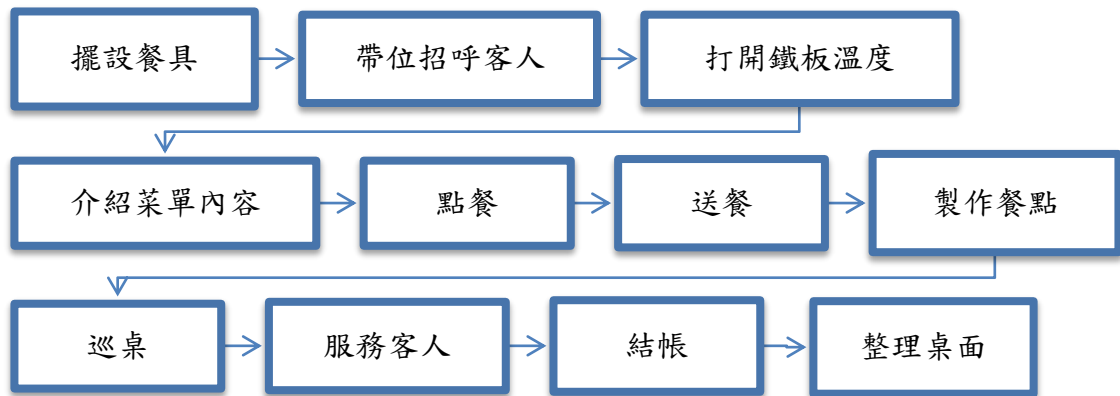 擺設餐具
帶位招呼客人
打開鐵板溫度
介紹菜單內容
點餐
送餐
製作餐點
巡桌
服務客人
結帳
整理桌面